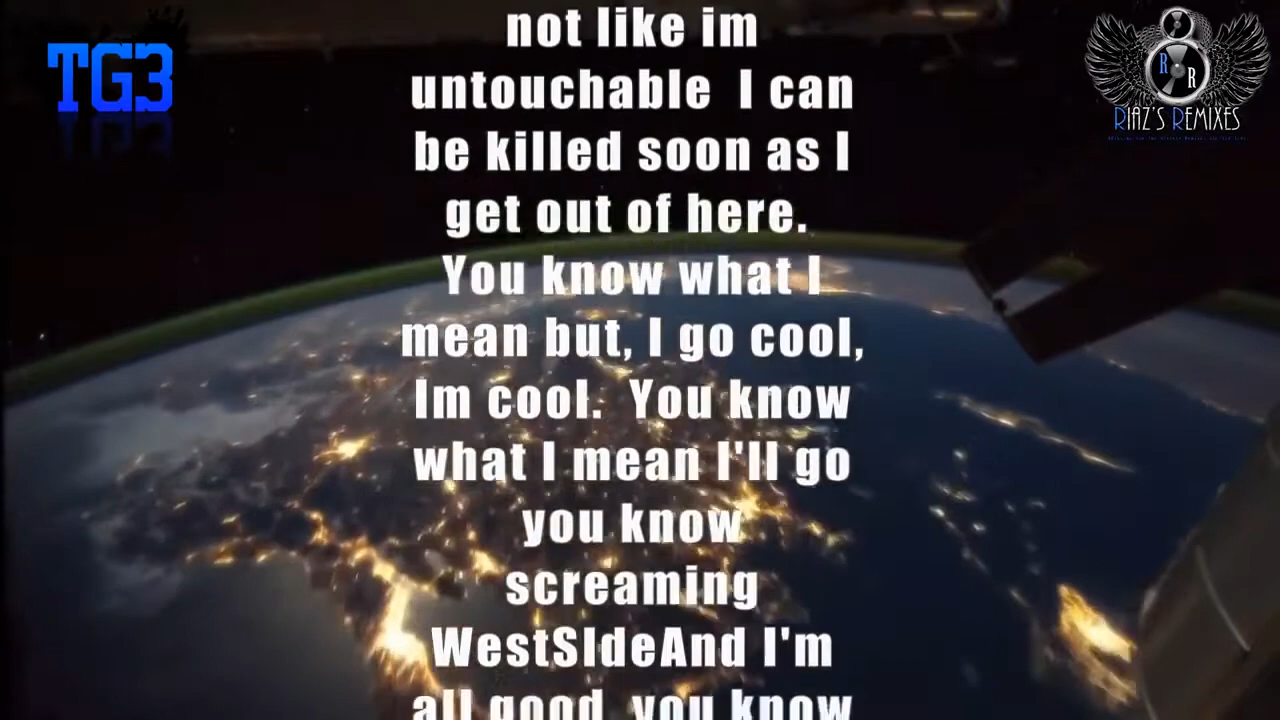 TG3
R R
RIAZ'S REMIXES
not like im
untouchable I can
be killed soon as I
get out of here.
You know what I
mean but, I go cool,
Im cool. You know
what I mean I'll go
you know
screaming
WestSIdeAnd I'm
all good you know